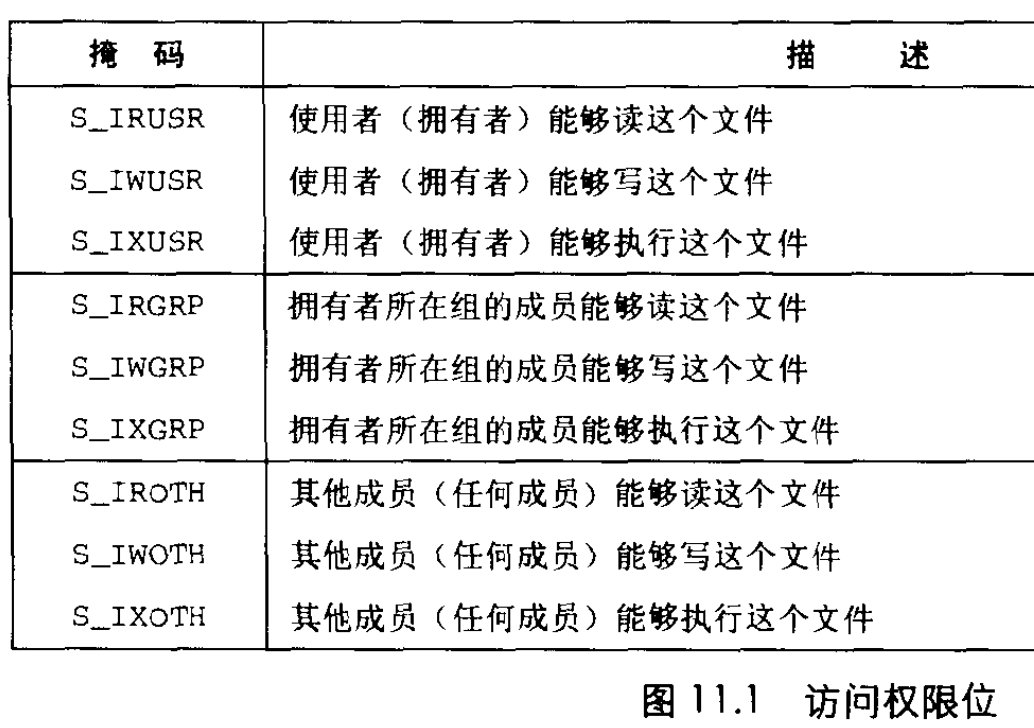 掩 码 描 述
S_IRUSR 使用者（拥有者）能够读这个文件
S_IWUSR 使用者（拥有者）能够写这个文件
S_IXUSR 使用者（拥有者）能够执行这个文件
S_IRGRP 拥有者所在组的成员能够读这个文件
S_IWGRP 拥有者所在组的成员能够写这个文件
S_IXGRP 拥有者所在组的成员能够执行这个文件
S_IROTH 其他成员（任何成员）能够读这个文件
S_IWOTH 其他成员（任何成员）能够写这个文件
S_IXOTH 其他成员（任何成员）能够执行这个文件
图 11.1 访问权限位